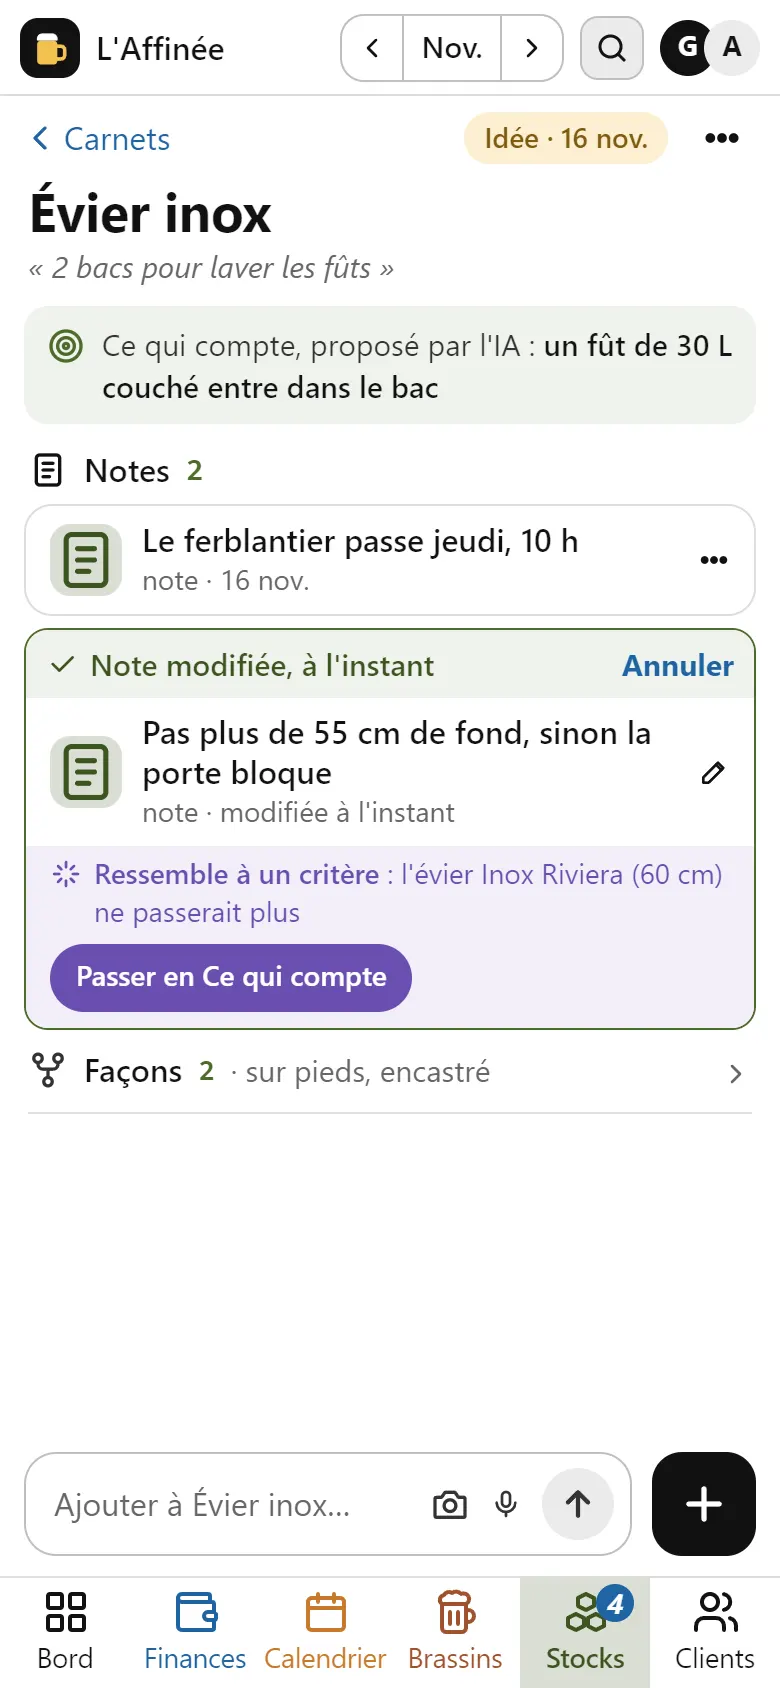 L'Affinée
Nov.
G
A
Carnets
Idée · 16 nov.
Évier inox
« 2 bacs pour laver les fûts »
Ce qui compte, proposé par l'IA : un fût de 30 L
couché entre dans le bac
Notes 2
Le ferblantier passe jeudi, 10 h
note · 16 nov.
Note modifiée, à l'instant
Annuler
Pas plus de 55 cm de fond, sinon la
porte bloque
note · modifiée à l'instant
Ressemble à un critère : l'évier Inox Riviera (60 cm)
ne passerait plus
Passer en Ce qui compte
Façons 2 · sur pieds, encastré
Ajouter à Évier inox...
4
Bord
Finances
Calendrier
Brassins
Stocks
Clients